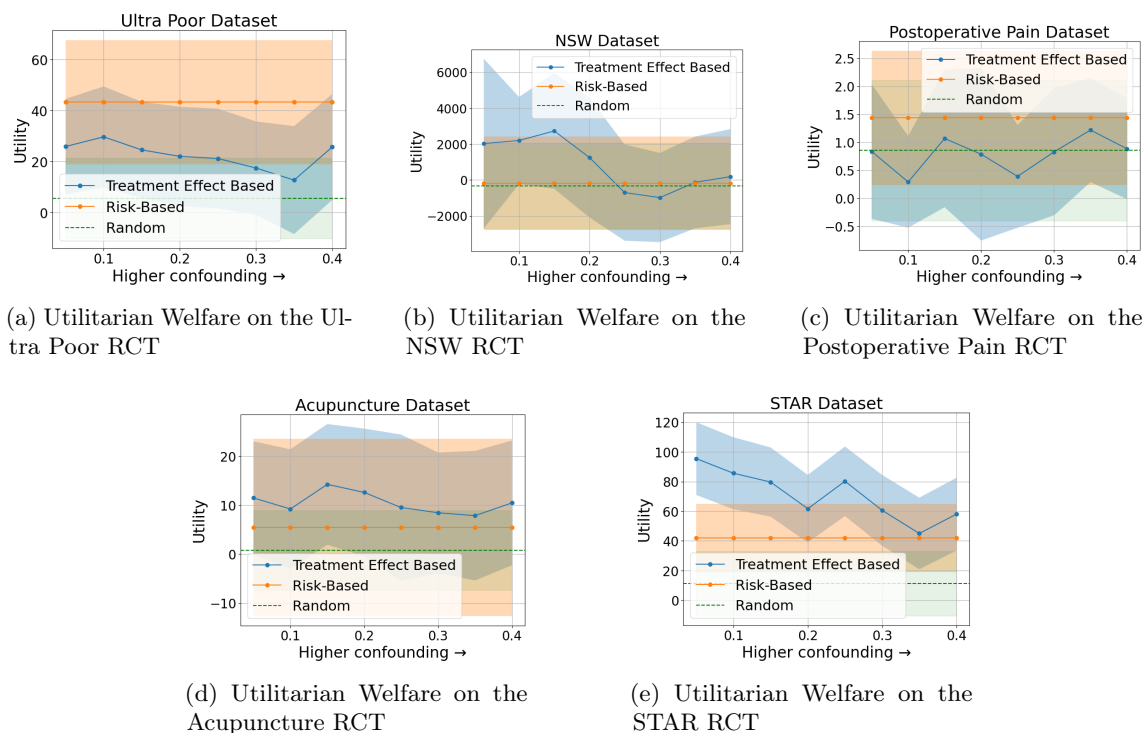 Ultra Poor Dataset
60
40
20
0
Utility
Treatment Effect Based
Risk-Based
Random
0.1
0.2
0.3
0.4
Higher confounding →
(a) Utilitarian Welfare on the Ul-
tra Poor RCT
NSW Dataset
6000
4000
2000
0
−2000
Utility
Treatment Effect Based
Risk-Based
Random
0.1
0.2
0.3
0.4
Higher confounding →
(b) Utilitarian Welfare on the
NSW RCT
Postoperative Pain Dataset
2.5
2.0
1.5
1.0
0.5
0.0
−0.5
Utility
Treatment Effect Based
Risk-Based
Random
0.1
0.2
0.3
0.4
Higher confounding →
(c) Utilitarian Welfare on the
Postoperative Pain RCT
Acupuncture Dataset
20
10
0
−10
Utility
Treatment Effect Based
Risk-Based
Random
0.1
0.2
0.3
0.4
Higher confounding →
(d) Utilitarian Welfare on the
Acupuncture RCT
STAR Dataset
120
100
80
60
40
20
0
Utility
Treatment Effect Based
Risk-Based
Random
0.1
0.2
0.3
0.4
Higher confounding →
(e) Utilitarian Welfare on the
STAR RCT